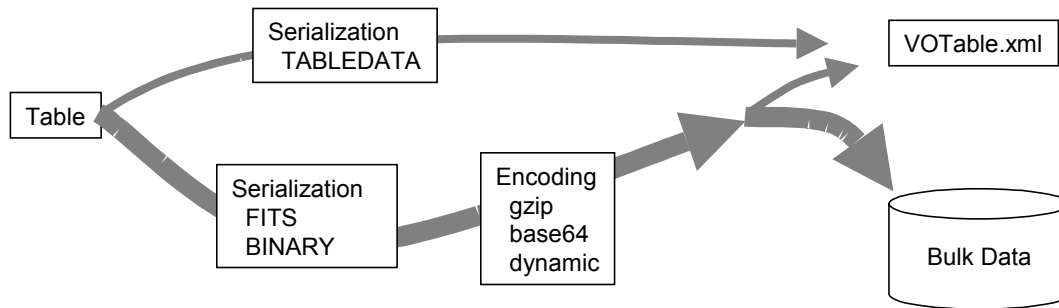 Serialization
TABLEDATA
VOTable.xml
Table
Serialization
FITS
BINARY
Encoding
gzip
base64
dynamic
Bulk Data